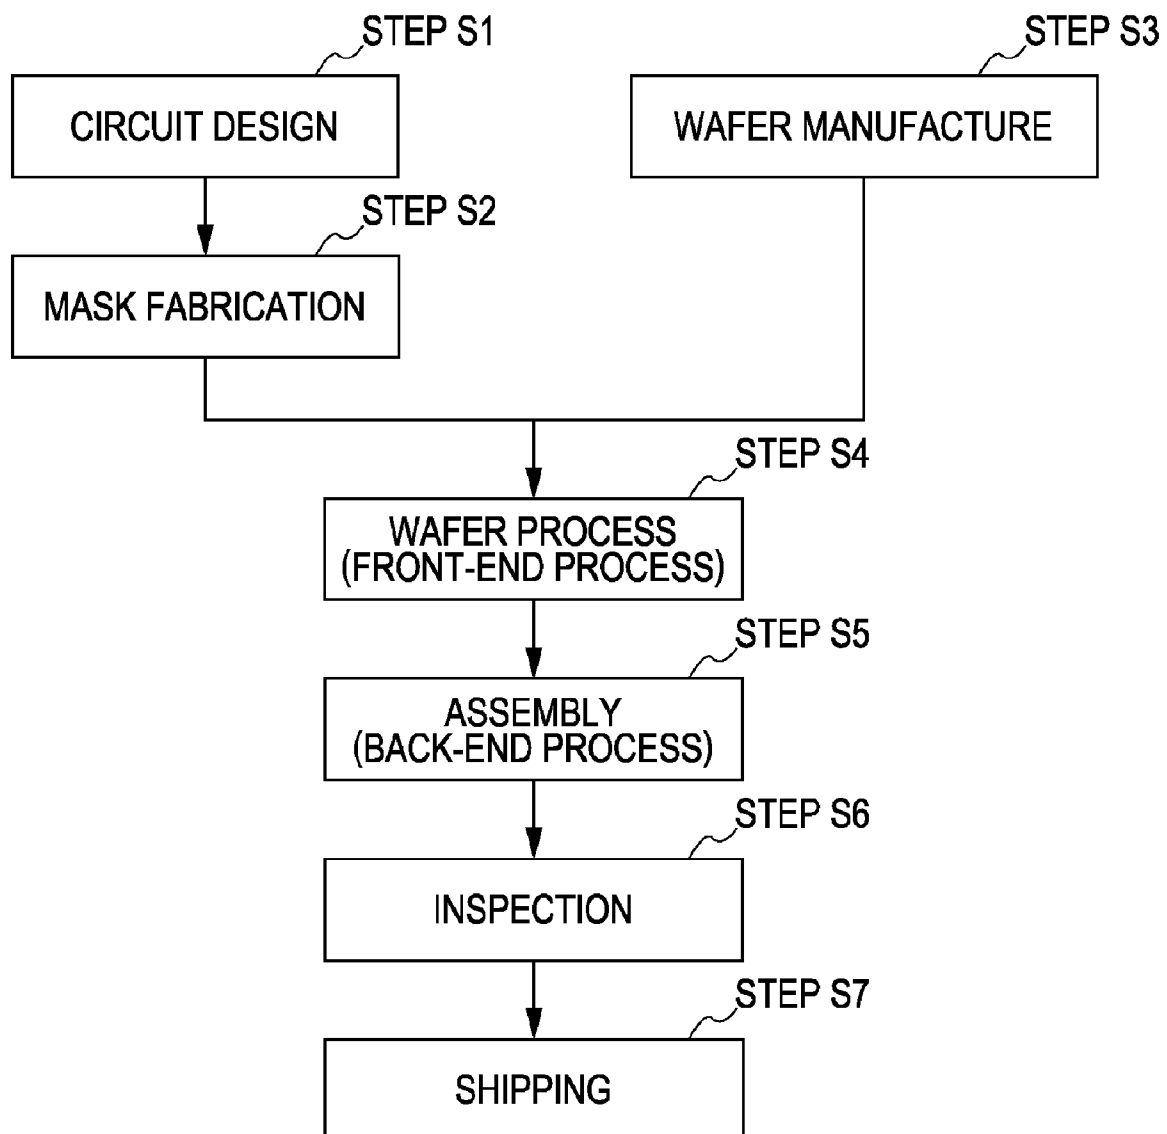 STEP S1
CIRCUIT DESIGN
STEP S3
WAFER MANUFACTURE
STEP S2
MASK FABRICATION
STEP S4
WAFER PROCESS
(FRONT-END PROCESS)
STEP S5
ASSEMBLY
(BACK-END PROCESS)
STEP S6
INSPECTION
STEP S7
SHIPPING